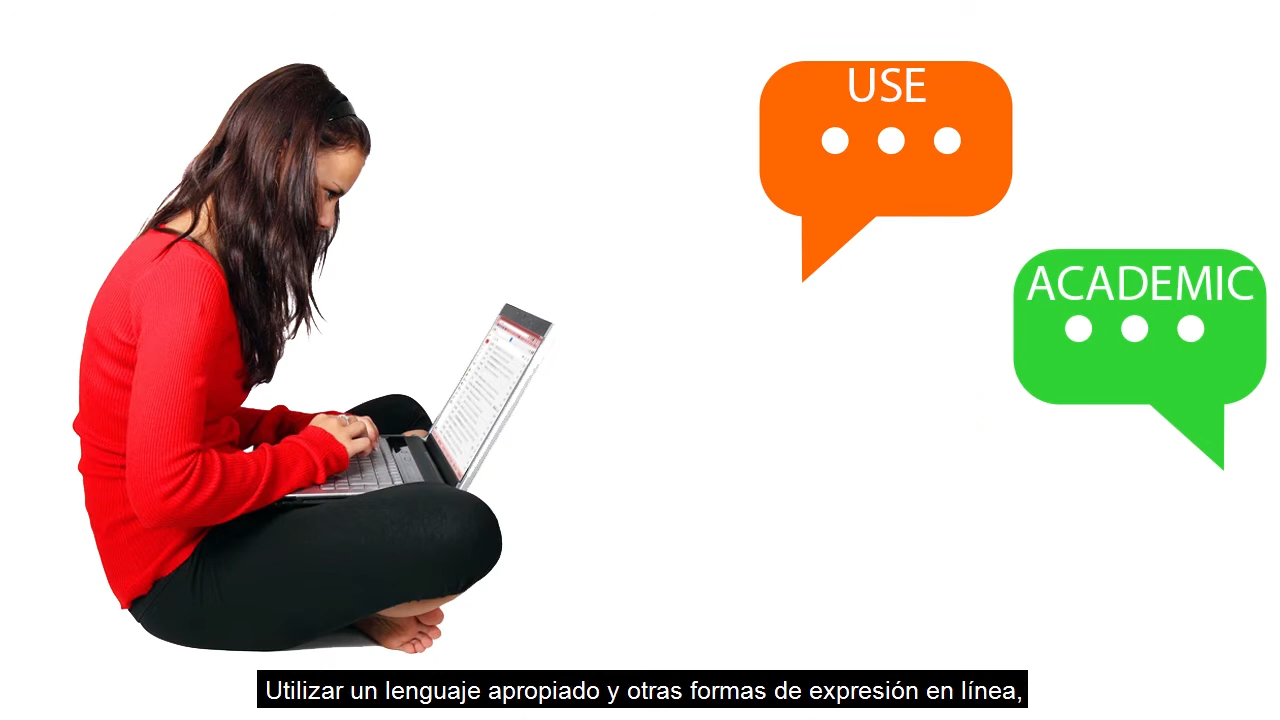 USE
ACADEMIC
Utilizar un lenguaje apropiado y otras formas de expresión en línea,